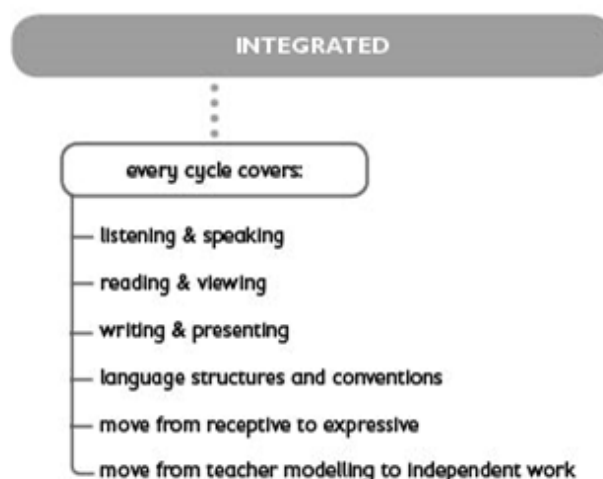 INTEGRATED
every cycle covers:
listening & speaking
reading & viewing
writing & presenting
language structures and conventions
move from receptive to expressive
move from teacher modelling to independent work